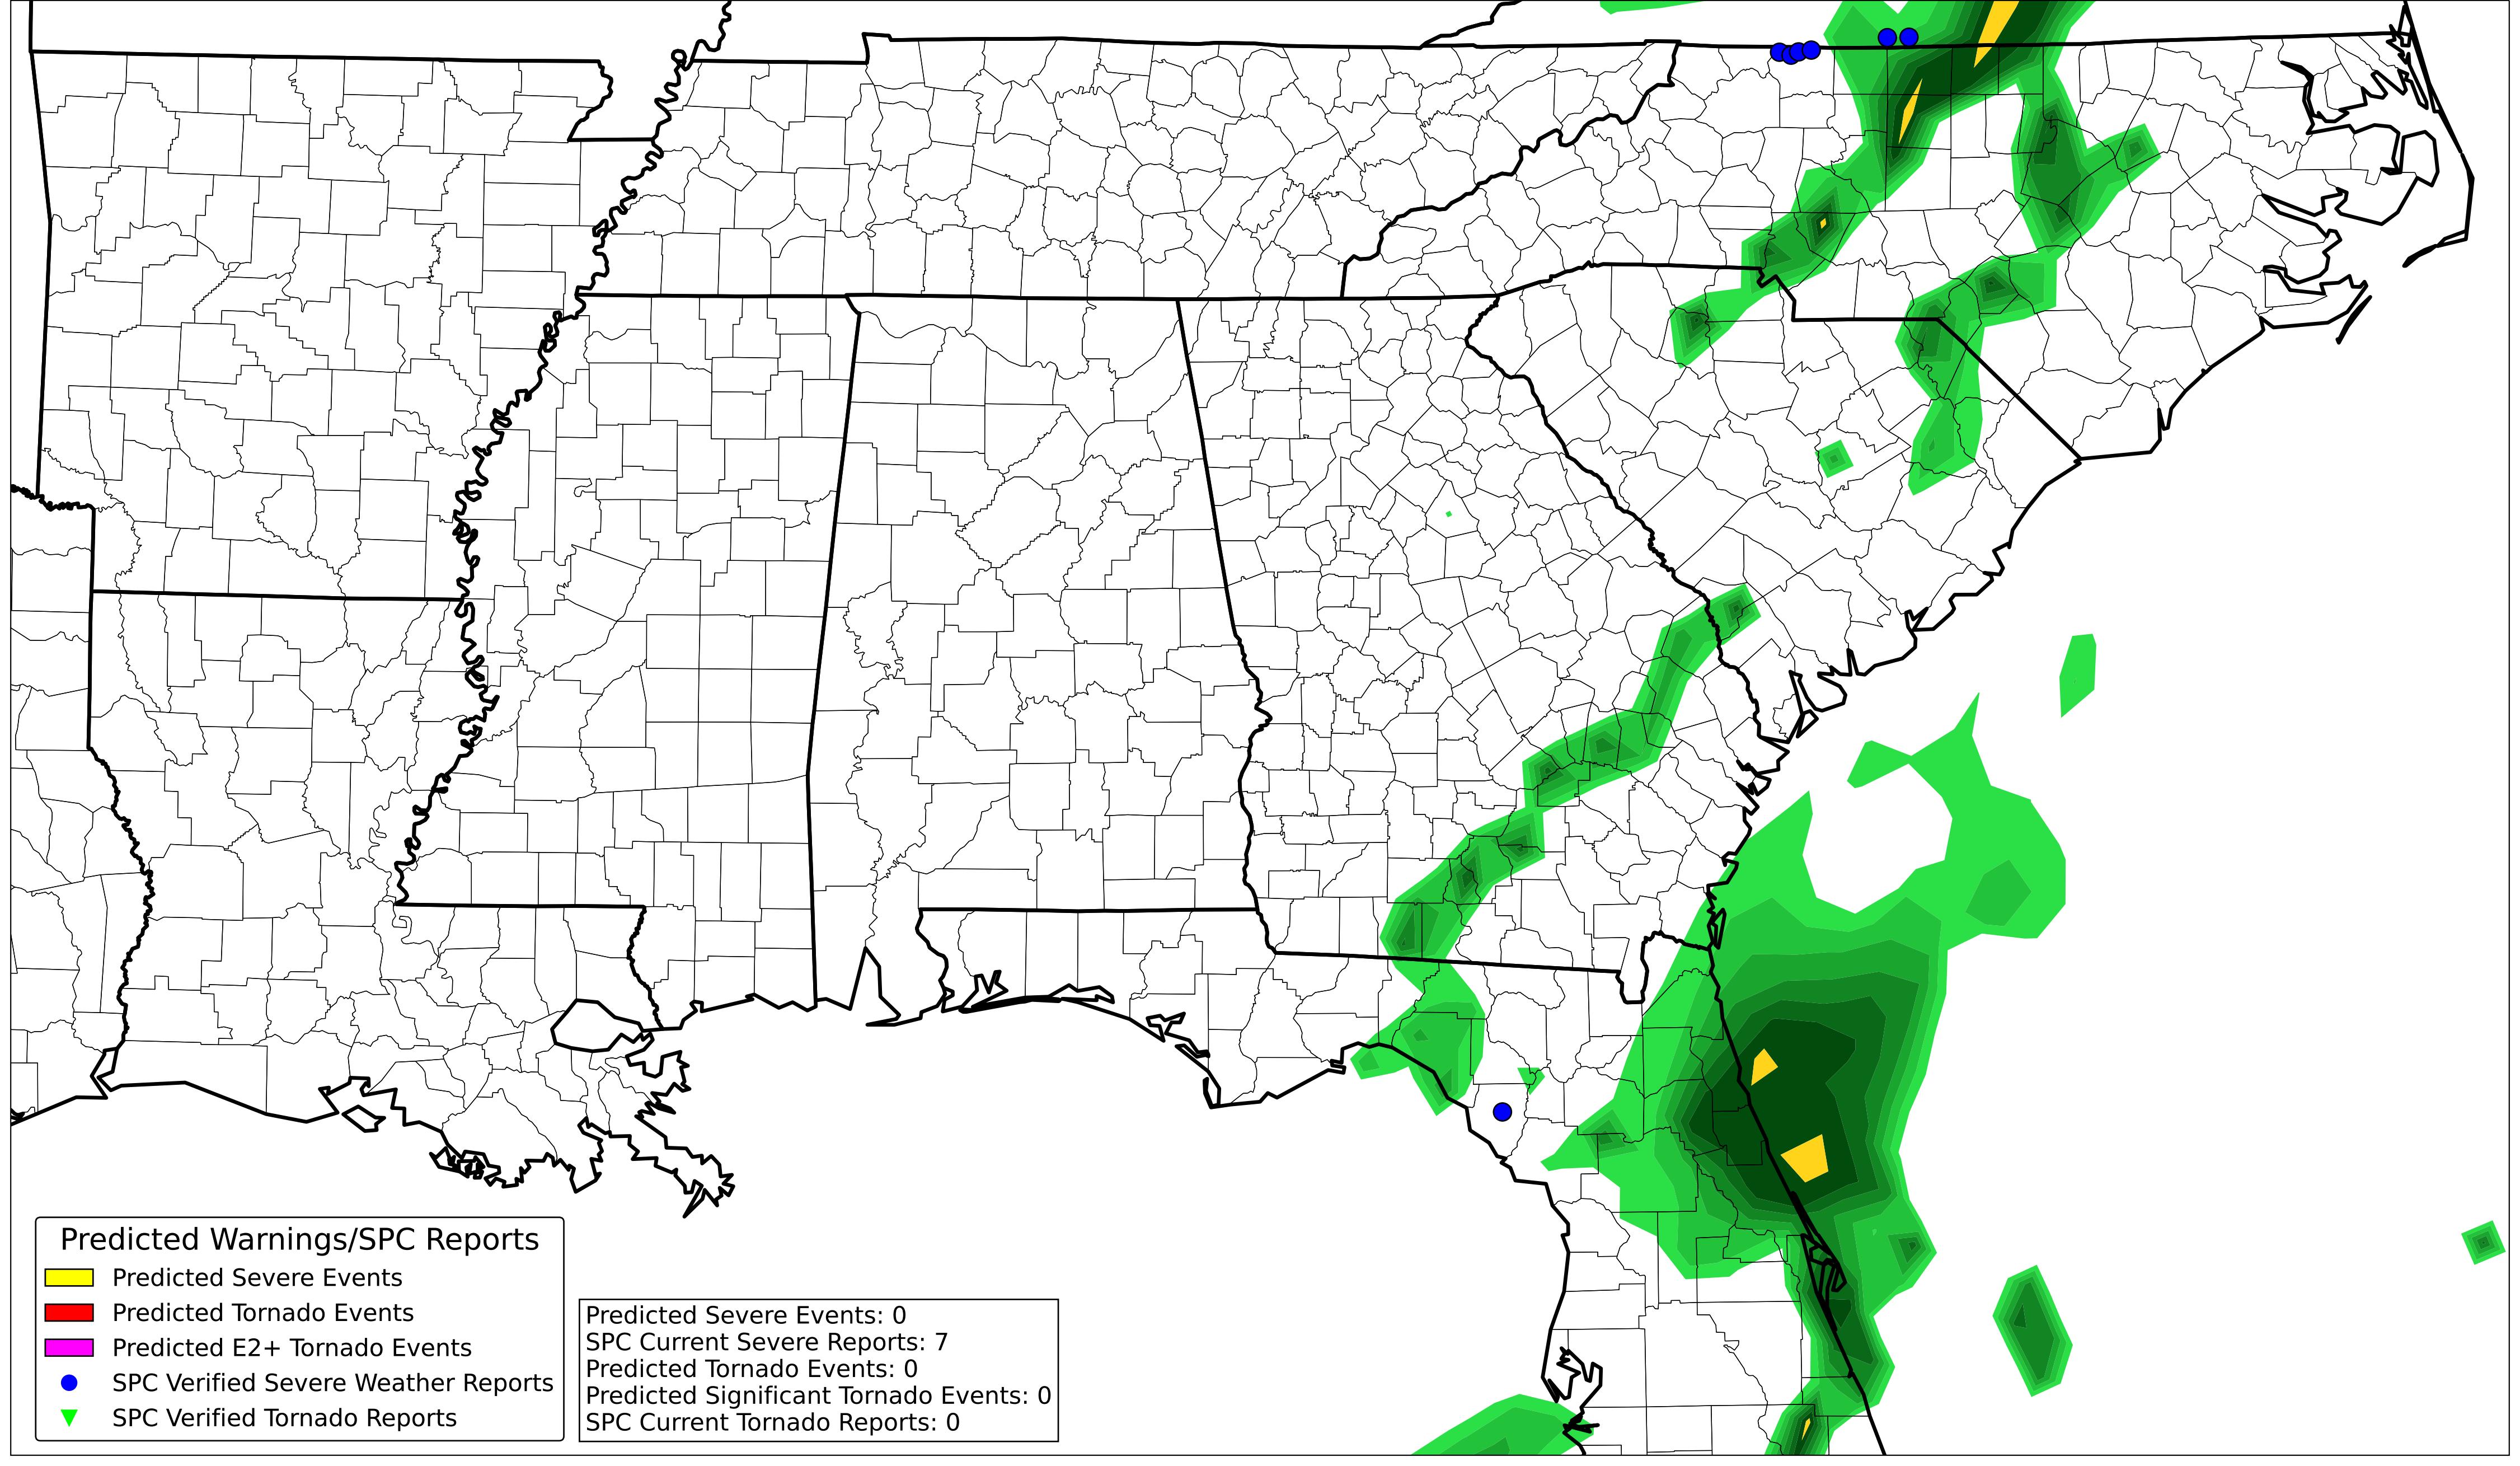 Predicted Warnings/SPC Reports
Predicted Severe Events
Predicted Tornado Events
Predicted E2+ Tornado Events
SPC Verified Severe Weather Reports
SPC Verified Tornado Reports
Predicted Severe Events: 0
SPC Current Severe Reports: 7
Predicted Tornado Events: 0
Predicted Significant Tornado Events: 0
SPC Current Tornado Reports: 0